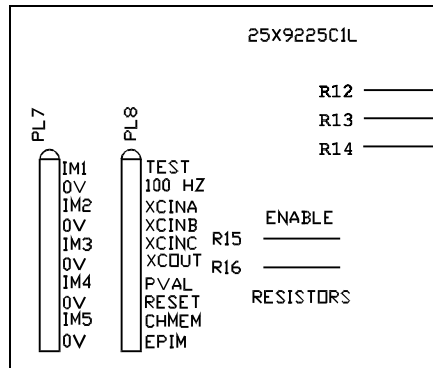 25X9225C1L
R12
R13
R14
PL7
PL8
IM1
0V
IM2
0V
IM3
0V
IM4
0V
IM5
0V
TEST
100 HZ
XCINA
XCINB
XCINC
XCOUT
PVAL
RESET
CHMEM
EPIM
ENABLE
R15
R16
RESISTORS